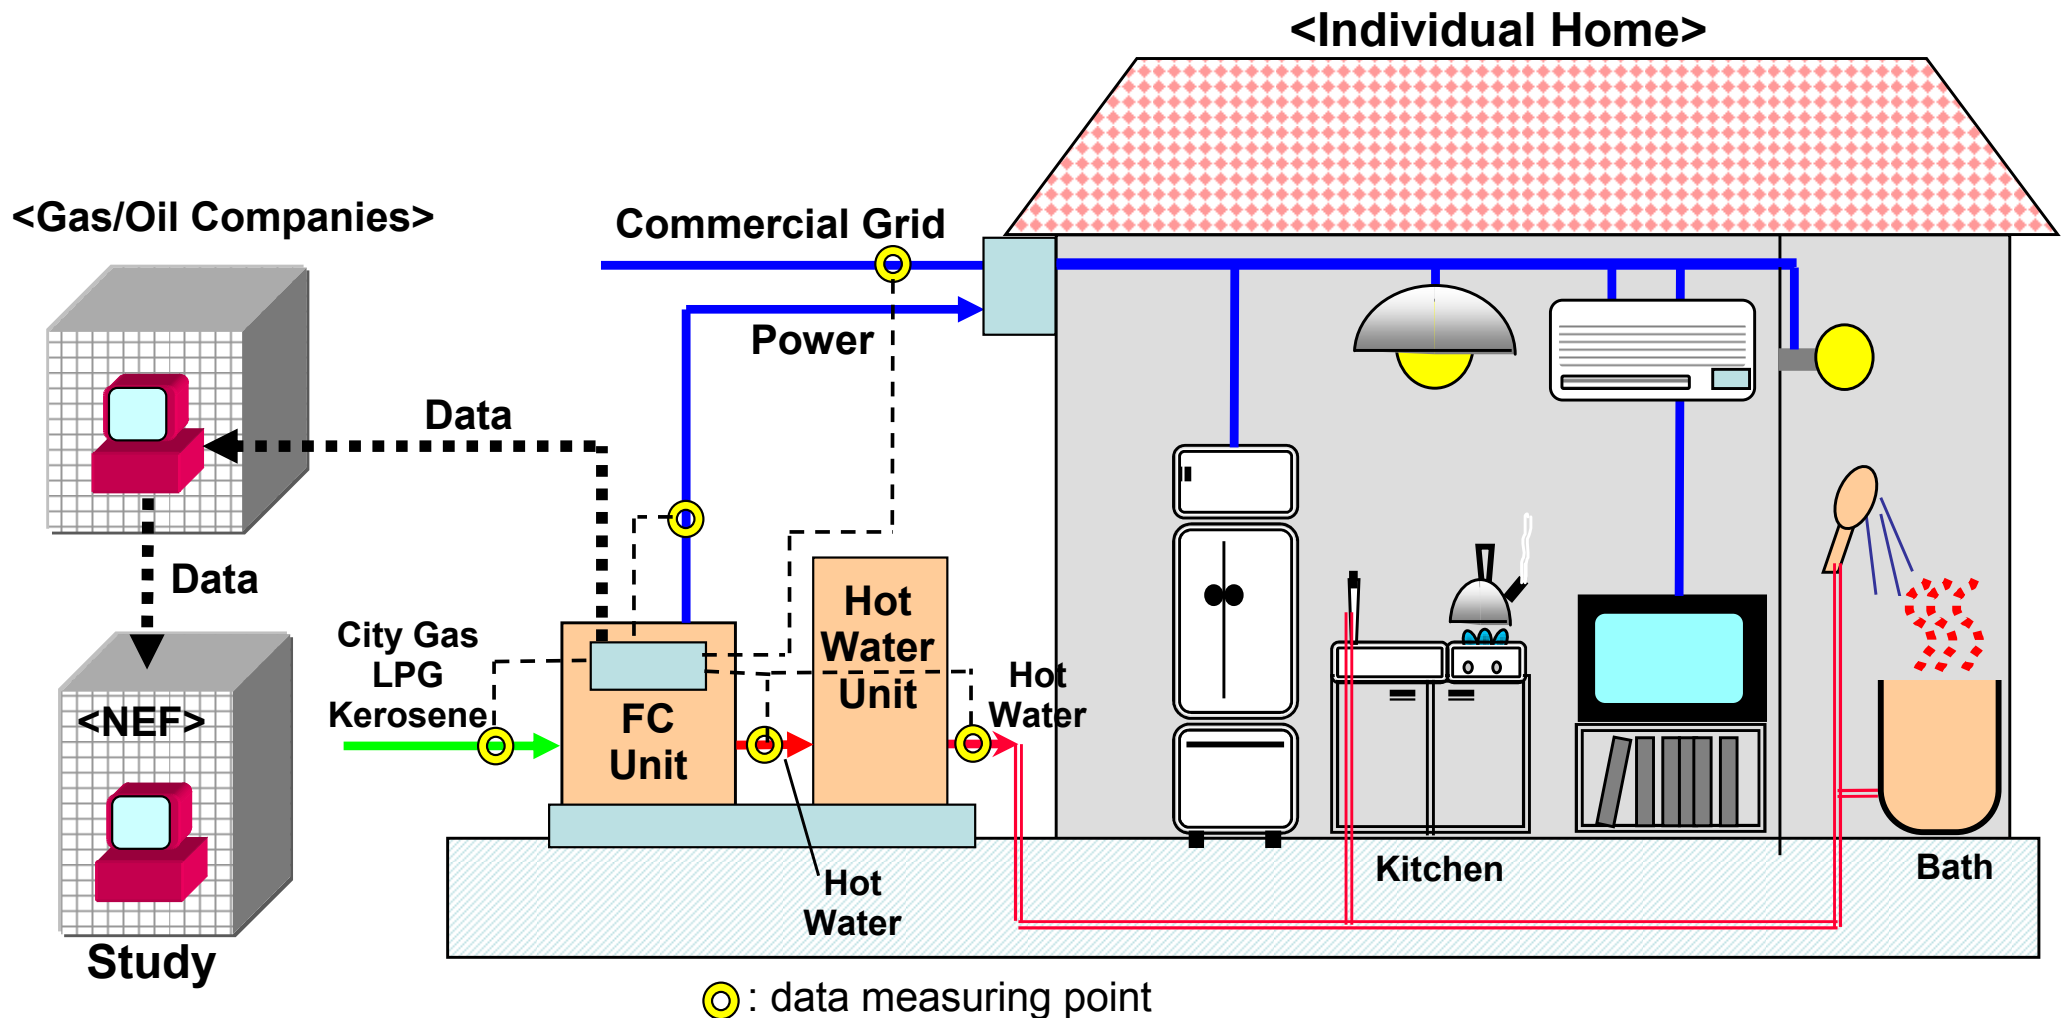 <Individual Home>
<Gas/Oil Companies>
Commercial Grid
Power
Data
Data
City Gas
LPG
Kerosene
<NEF>
Study
FC
Unit
Hot
Water
Unit
Hot
Water
Hot
Water
Kitchen
Bath
: data measuring point